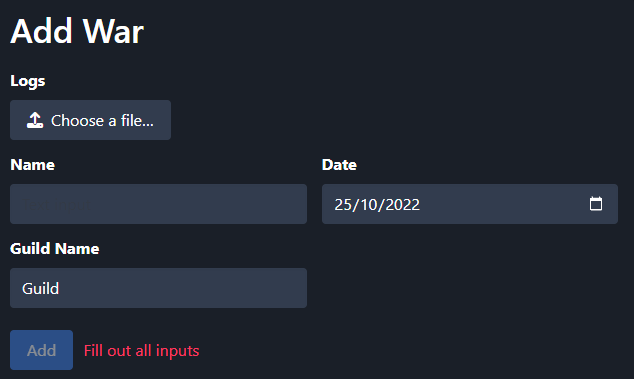 Add War
Logs
Choose a file...
Name Date
25/10/2022
Guild Name
Guild
Add Fill out all inputs